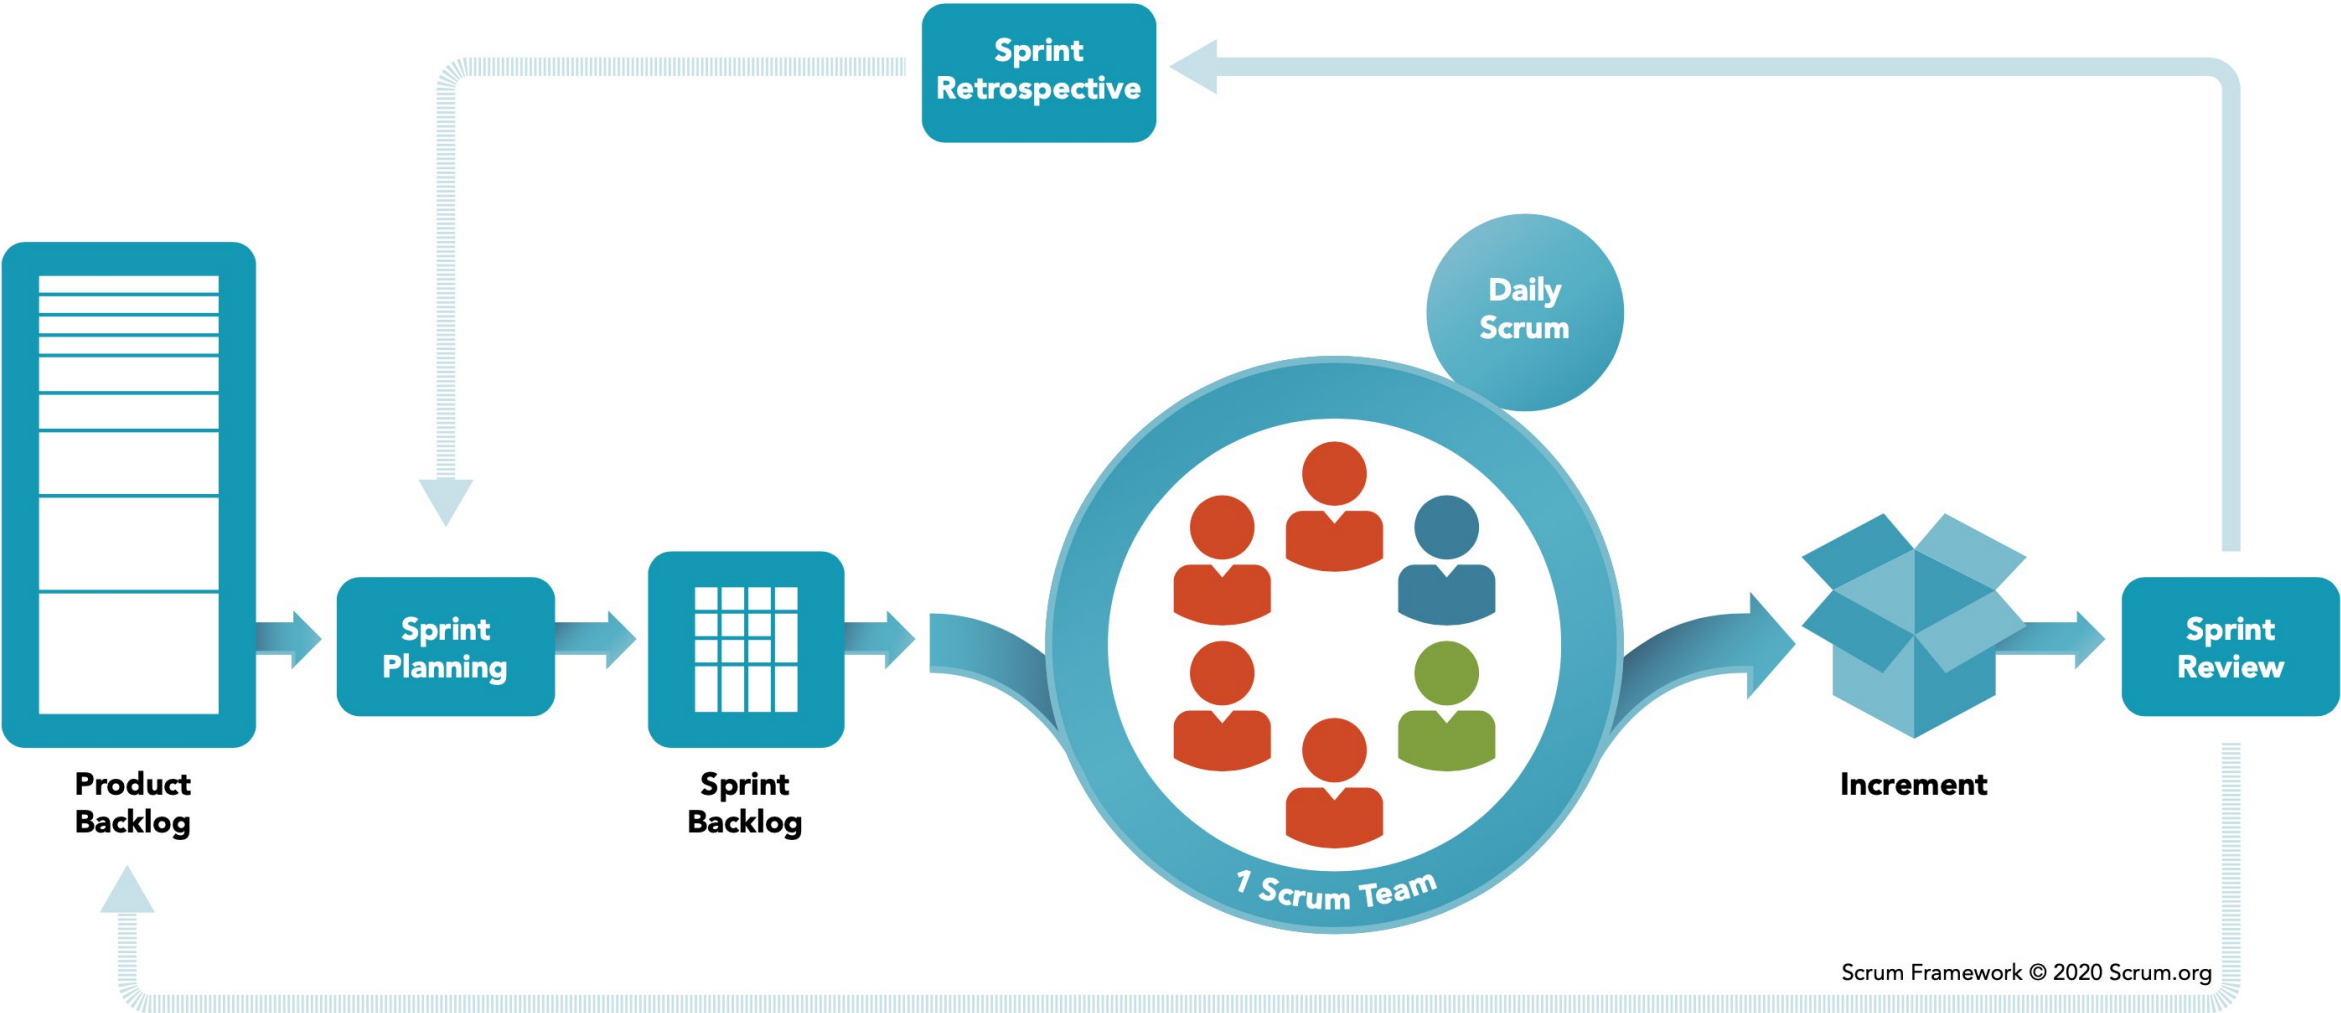 Sprint
Retrospective
Daily
Scrum
Sprint
Planning
Sprint
Review
Product
Backlog
Sprint
Backlog
Increment
1 Scrum Team
Scrum Framework © 2020 Scrum.org